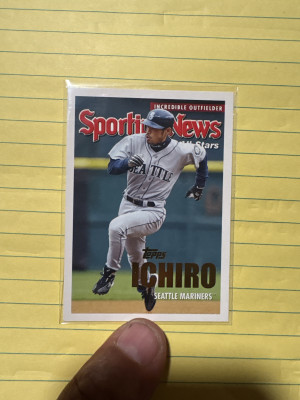 INCREDIBLE OUTFIELDER
Sporting News
All-Stars
SEATTLE
Topps
ICHIRO
SEATTLE MARINERS